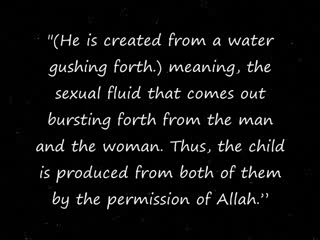 "(He is created from a water
gushing forth.) meaning, the
sexual fluid that comes out
bursting forth from the man
and the woman. Thus, the child
is produced from both of them
by the permission of Allah.”